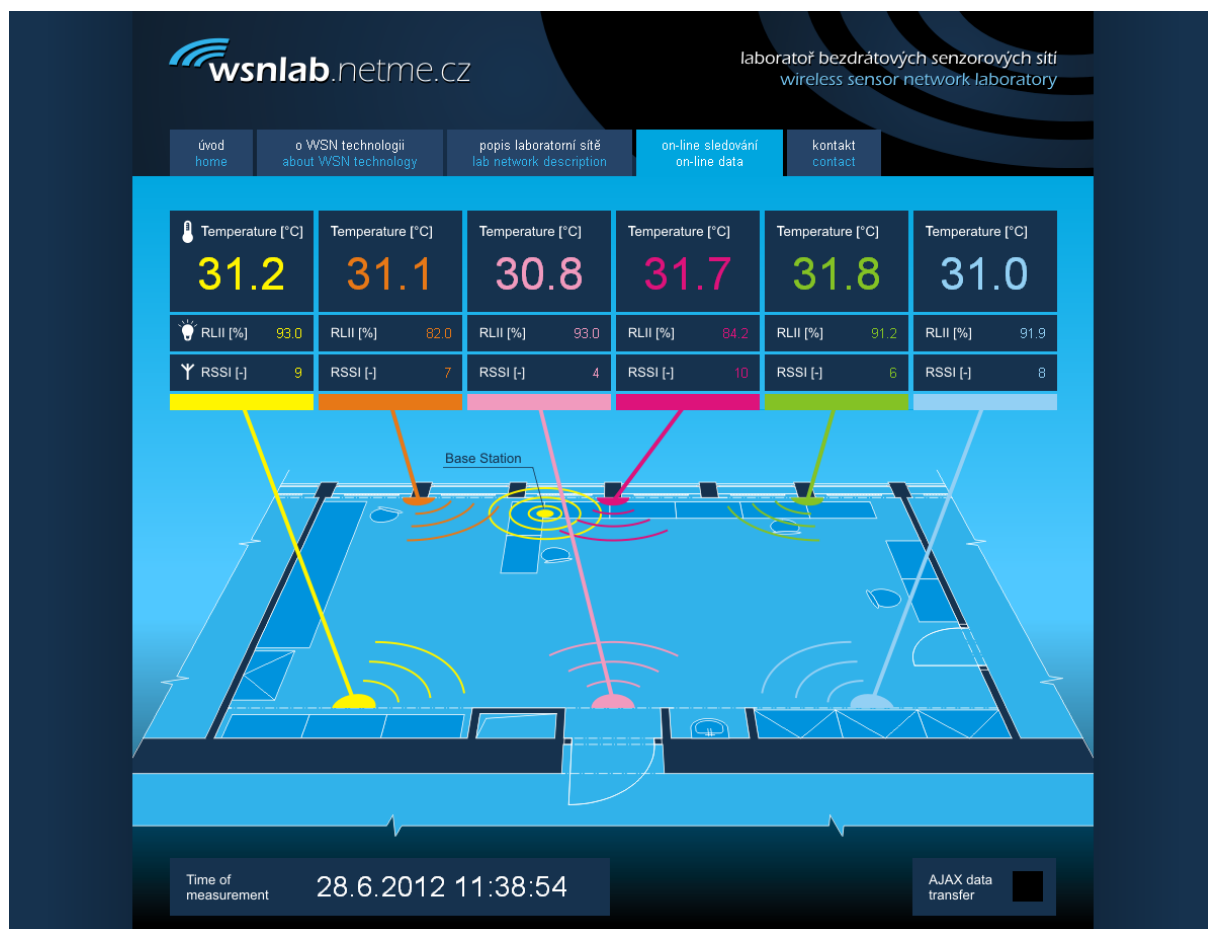 wsnlab.netme.cz
laboratoř bezdrátových senzorových sítí
wireless sensor network laboratory
úvod
home
o WSN technologii
about WSN technology
popis laboratorní sítě
lab network description
on-line sledování
on-line data
kontakt
contact
Temperature [°C] Temperature [°C] Temperature [°C] Temperature [°C] Temperature [°C] Temperature [°C]
31.2 31.1 30.8 31.7 31.8 31.0
RLII [%] 93.0 RLII [%] 82.0 RLII [%] 93.0 RLII [%] 84.2 RLII [%] 91.2 RLII [%] 91.9
RSSI [-] 9 RSSI [-] 7 RSSI [-] 4 RSSI [-] 10 RSSI [-] 6 RSSI [-] 8
Base Station
Time of
measurement
28.6.2012 11:38:54
AJAX data
transfer